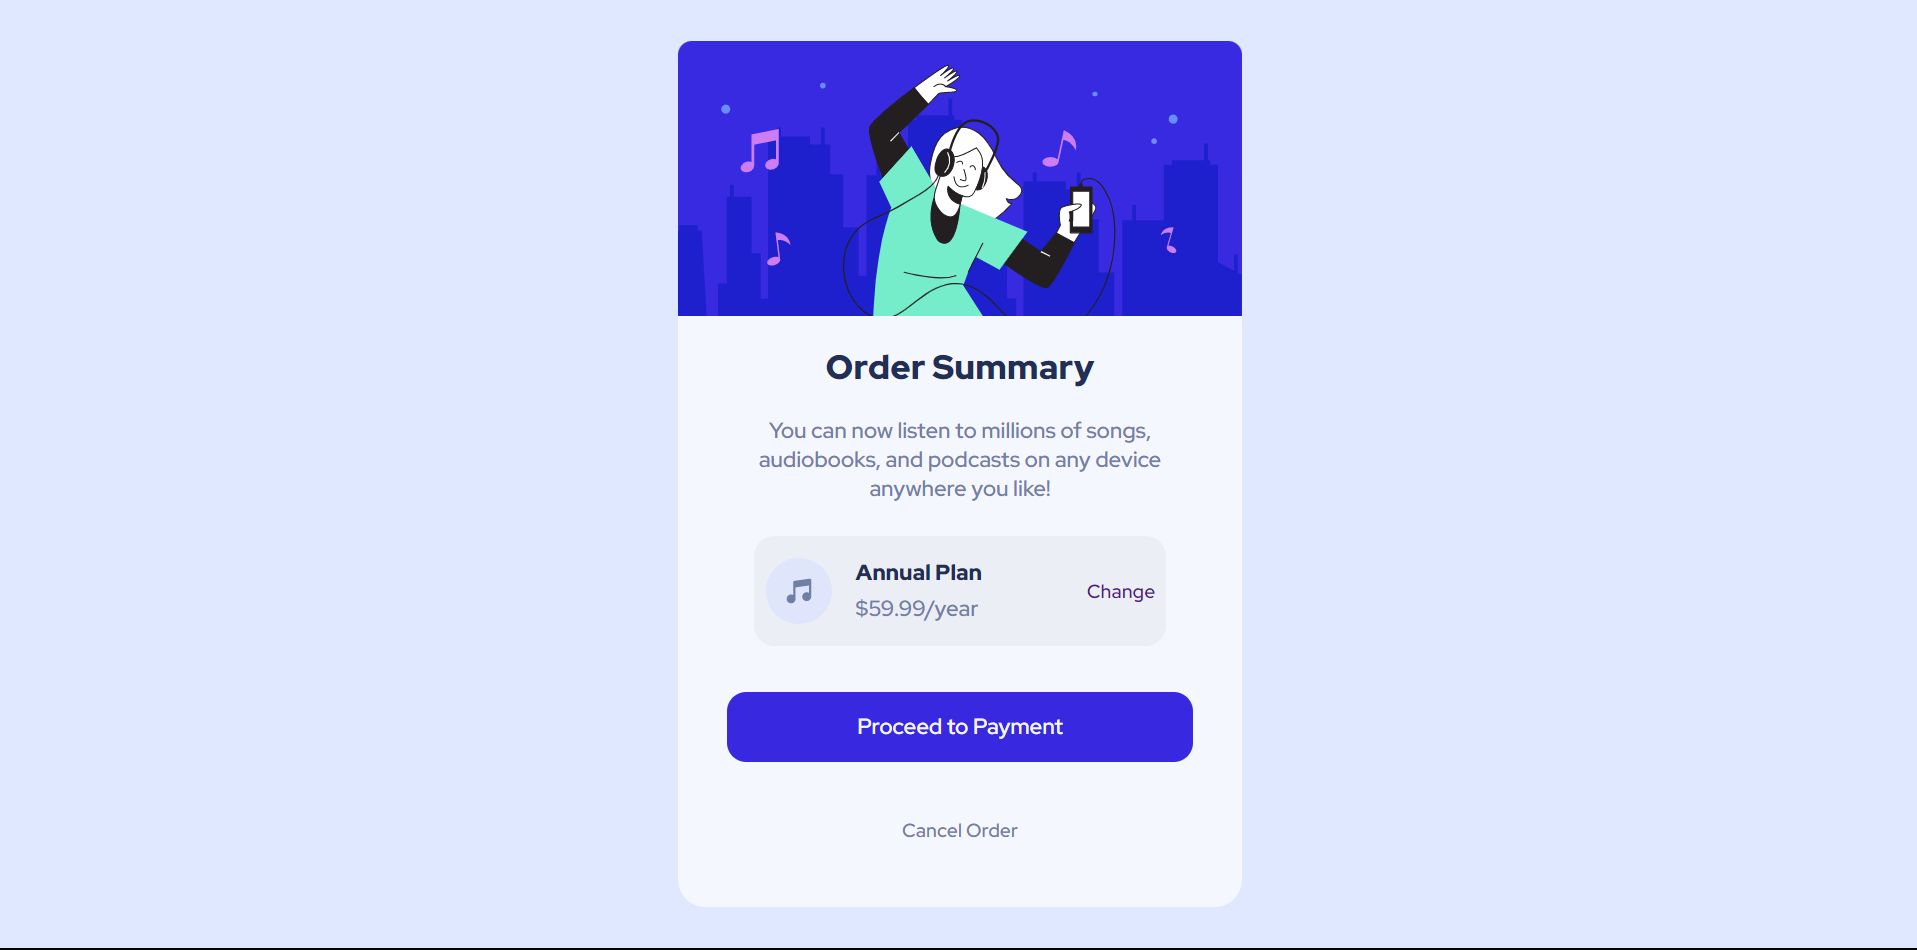 Order Summary
You can now listen to millions of songs,
audiobooks, and podcasts on any device
anywhere you like!
Annual Plan
$59.99/year
Change
Proceed to Payment
Cancel Order